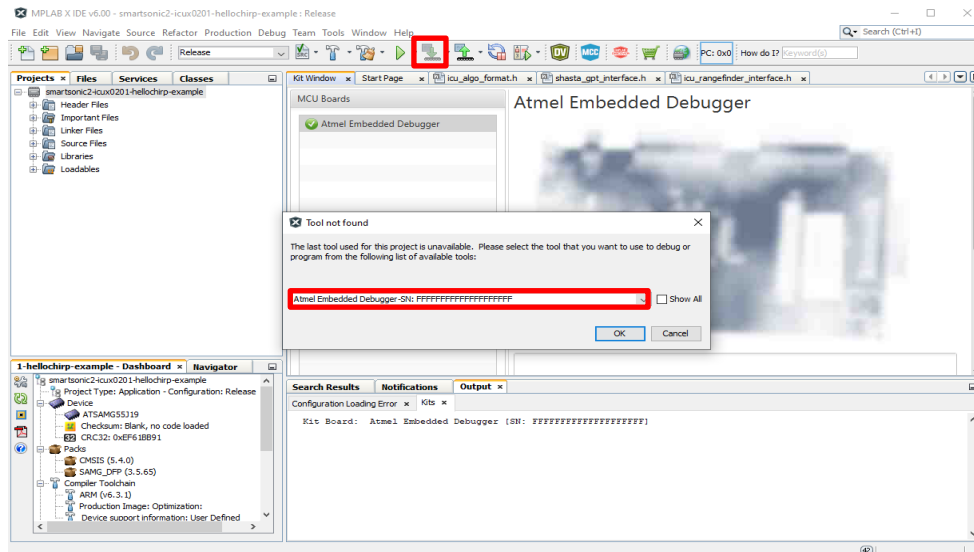 MPLAB X IDE v6.00 - smartsonic2-icux0201-hellochirp-example : Release
File Edit View Navigate Source Refactor Production Debug Team Tools Window Help
Search (Ctrl+I)
Release
PC: 0x0
How do I? Keyword(s)
DV
MCC
Projects Files Services Classes
Kit Window Start Page icu_algo_format.h shasta_gpt_interface.h icu_rangefinder_interface.h
smartsonic2-icux0201-hellochirp-example
Header Files
Important Files
Linker Files
Source Files
Libraries
Loadables
MCU Boards
Atmel Embedded Debugger
Atmel Embedded Debugger
Tool not found
The last tool used for this project is unavailable. Please select the tool that you want to use to debug or
program from the following list of available tools:
Atmel Embedded Debugger-SN: FFFFFFFFFFFFFFFFFFFF
Show All
OK Cancel
1-hellochirp-example - Dashboard Navigator
smartsonic2-icux0201-hellochirp-example
Project Type: Application - Configuration: Release
Device
ATSAMG55J19
Checksum: Blank, no code loaded
CRC32: 0xEF61BB91
Packs
CMSIS (5.4.0)
SAMG_DFP (3.5.65)
Compiler Toolchain
ARM (v6.3.1)
Production Image: Optimization:
Device support information: User Defined
Search Results Notifications Output
Configuration Loading Error Kits
Kit Board: Atmel Embedded Debugger [SN: FFFFFFFFFFFFFFFFFFFF]